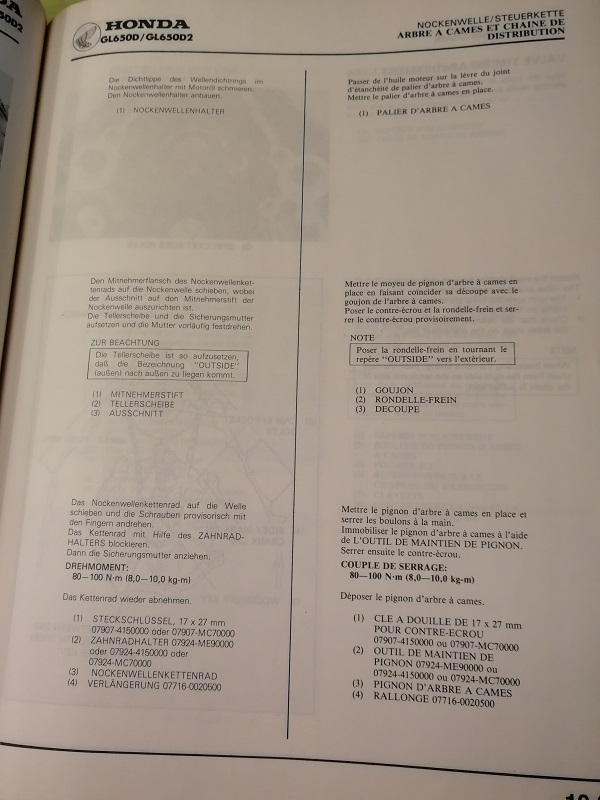 HONDA
GL650D/GL650D2
NOCKENWELLE/STEUERKETTE
ARBRE A CAMES ET CHAINE DE
DISTRIBUTION
Die Dichtlippe des Wellendichtrings im
Nockenwellenhalter mit Motoröl schmieren.
Den Nockenwellenhalter anbauen.
(1) NOCKENWELLENHALTER
Den Mitnehmerflansch des Nockenwellenket-
tenrads auf die Nockenwelle schieben, wobei
der Ausschnitt auf den Mitnehmerstift der
Nockenwelle auszurichten ist.
Die Tellerscheibe und die Sicherungsmutter
aufsetzen und die Mutter vorläufig festdrehen.
ZUR BEACHTUNG
Die Tellerscheibe ist so aufzusetzen,
daß die Bezeichnung "OUTSIDE"
(außen) nach außen zu liegen kommt.
(1) MITNEHMERSTIFT
(2) TELLERSCHEIBE
(3) AUSSCHNITT
Das Nockenwellenkettenrad auf die Welle
schieben und die Schrauben provisorisch mit
den Fingern andrehen.
Das Kettenrad mit Hilfe des ZAHNRAD-
HALTERS blockieren.
Dann die Sicherungsmutter anziehen.
DREHMOMENT:
80—100 N·m (8,0—10,0 kg-m)
Das Kettenrad wieder abnehmen.
(1) STECKSCHLÜSSEL, 17 x 27 mm
07907-4150000 oder 07907-MC70000
(2) ZAHNRADHALTER 07924-ME90000
oder 07924-4150000 oder
07924-MC70000
(3) NOCKENWELLENKETTENRAD
(4) VERLÄNGERUNG 07716-0020500
Passer de l'huile moteur sur la lèvre du joint
d'étanchéité de palier d'arbre à cames.
Mettre le palier d'arbre à cames en place.
(1) PALIER D'ARBRE A CAMES
Mettre le moyeu de pignon d'arbre à cames en
place en faisant coïncider sa découpe avec le
goujon de l'arbre à cames.
Poser le contre-écrou et la rondelle-frein et ser-
rer le contre-écrou provisoirement.
NOTE
Poser la rondelle-frein en tournant le
repère "OUTSIDE" vers l'extérieur.
(1) GOUJON
(2) RONDELLE-FREIN
(3) DECOUPE
Mettre le pignon d'arbre à cames en place et
serrer les boulons à la main.
Immobiliser le pignon d'arbre à cames à l'aide
de L'OUTIL DE MAINTIEN DE PIGNON.
Serrer ensuite le contre-écrou.
COUPLE DE SERRAGE:
80—100 N·m (8,0—10,0 kg-m)
Déposer le pignon d'arbre à cames.
(1) CLE A DOUILLE DE 17 x 27 mm
POUR CONTRE-ECROU
07907-4150000 ou 07907-MC70000
(2) OUTIL DE MAINTIEN DE
PIGNON 07924-ME90000 ou
07924-4150000 ou 07924-MC70000
(3) PIGNON D'ARBRE A CAMES
(4) RALLONGE 07716-0020500